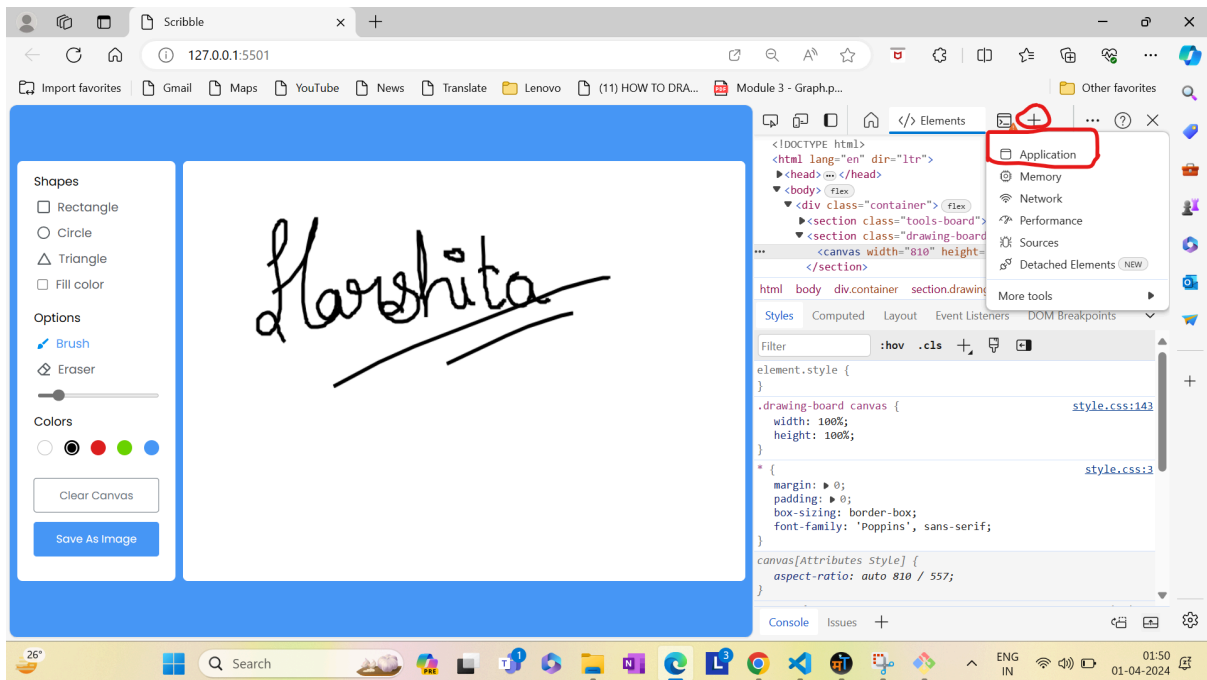 Scribble
127.0.0.1:5501
Import favorites Gmail Maps YouTube News Translate Lenovo (11) HOW TO DRA... Module 3 - Graph.p... Other favorites
Shapes
Rectangle
Circle
Triangle
Fill color
Options
Brush
Eraser
Colors
Clear Canvas
Save As Image
Harshita
</> Elements
<!DOCTYPE html>
<html lang="en" dir="ltr">
<head> </head>
<body> flex
<div class="container"> flex
<section class="tools-board">
<section class="drawing-board
<canvas width="810" height=
</section>
html body div.container section.drawing
Application
Memory
Network
Performance
Sources
Detached Elements NEW
More tools
Styles Computed Layout Event Listeners DOM Breakpoints
Filter :hov .cls
element.style {
}
.drawing-board canvas { style.css:143
width: 100%;
height: 100%;
}
* { style.css:3
margin: 0;
padding: 0;
box-sizing: border-box;
font-family: 'Poppins', sans-serif;
}
canvas[Attributes Style] {
aspect-ratio: auto 810 / 557;
}
Console Issues
26°
Search
PRE
ENG
IN
01:50
01-04-2024